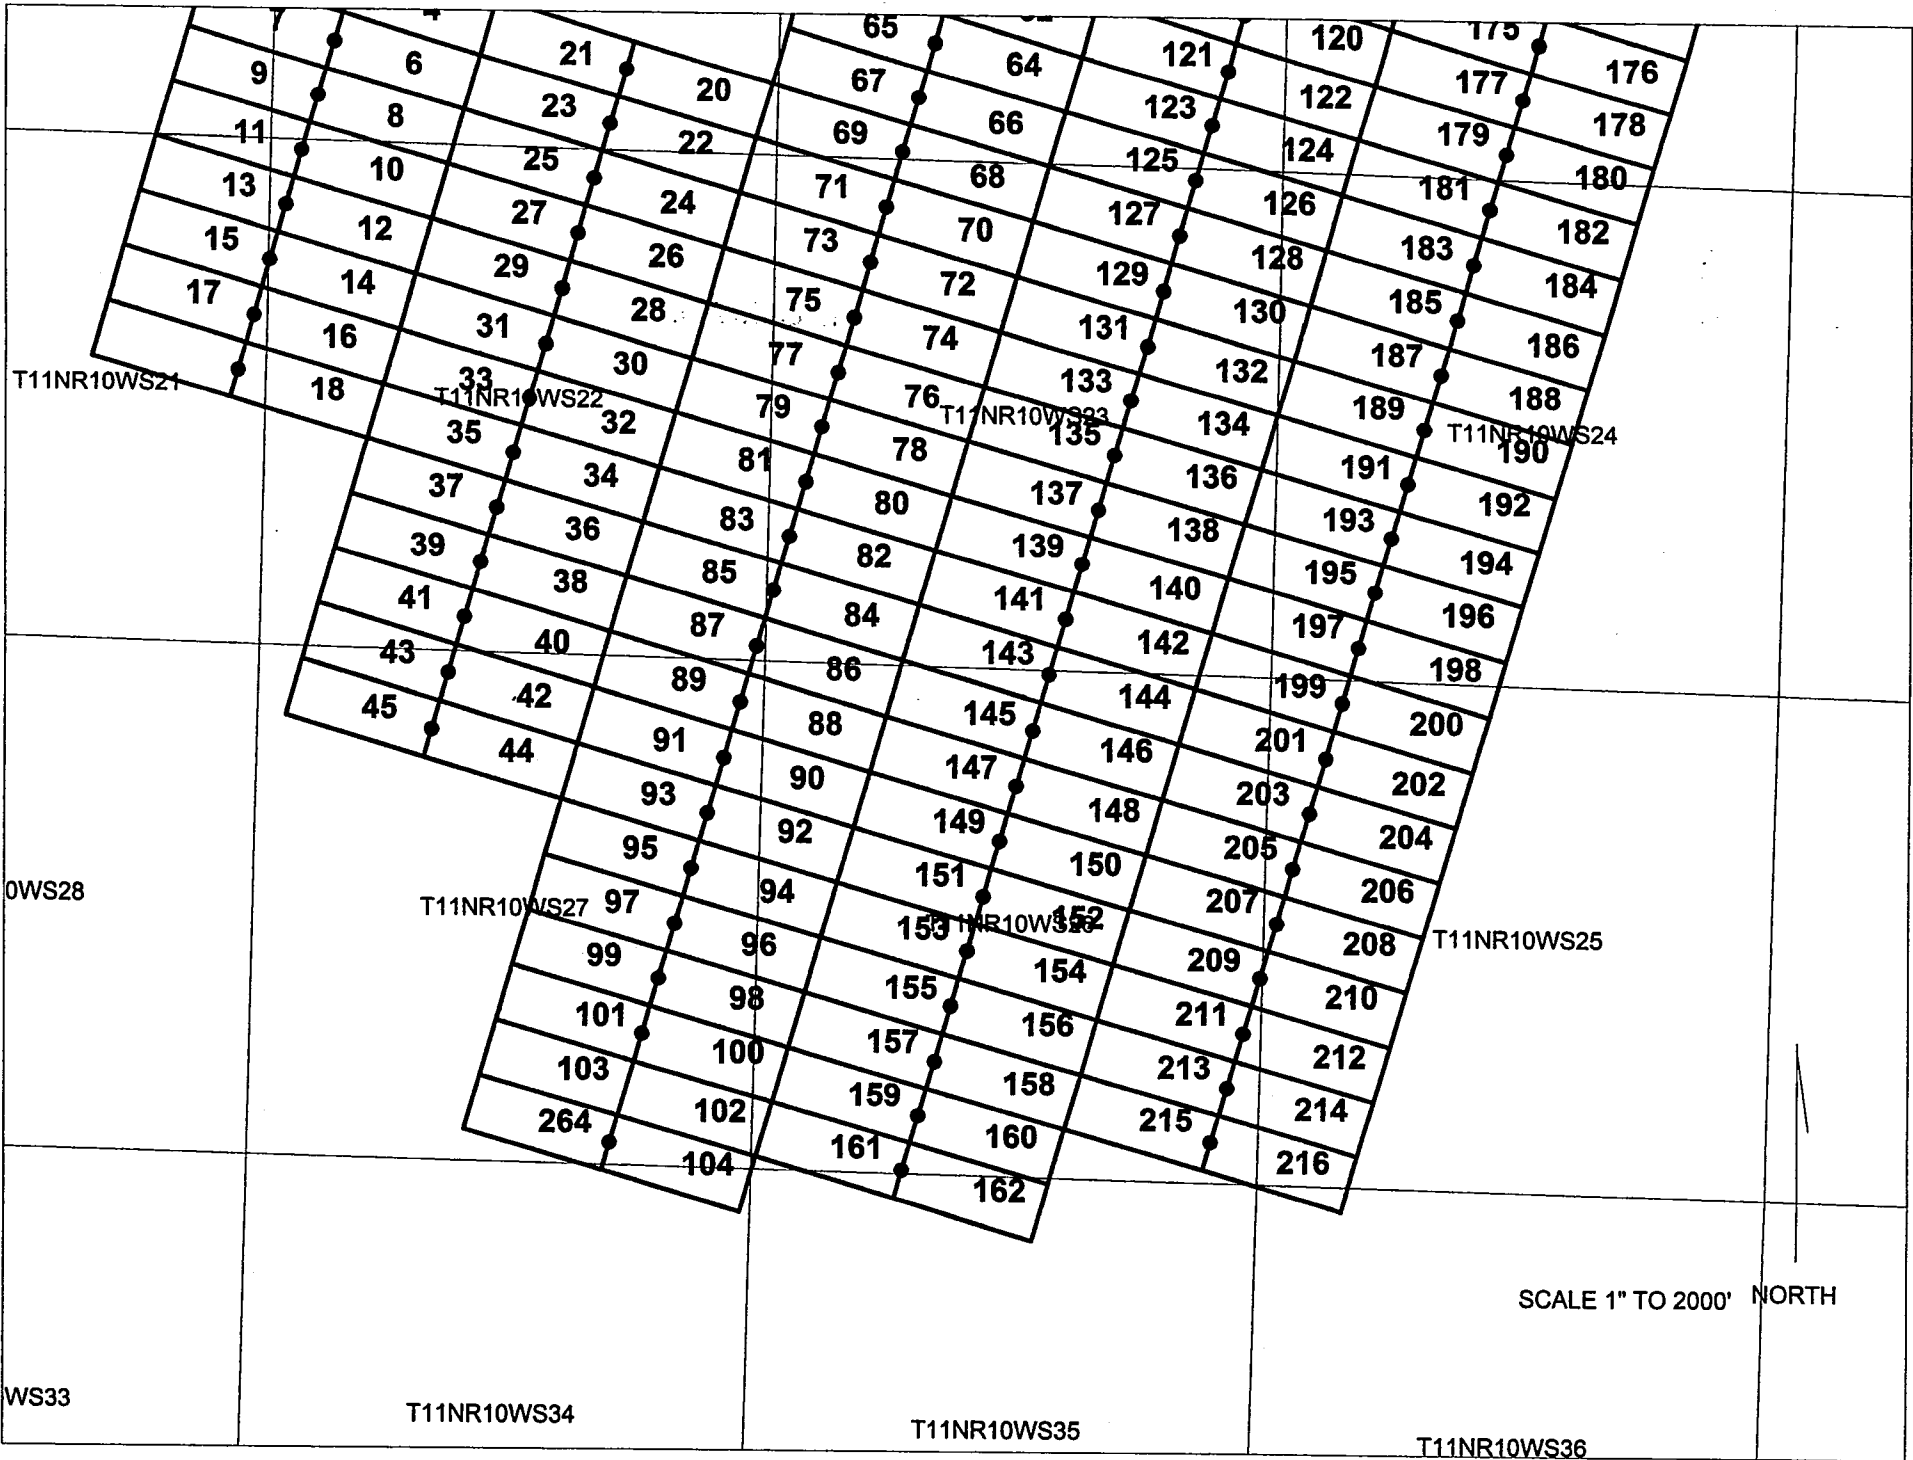 7 4 65 175
9 6 21 20 67 64 121 120 177 176
11 8 23 22 69 66 123 122 179 178
13 10 25 24 71 68 125 124 181 180
15 12 27 26 73 70 127 126 183 182
17 14 29 28 75 72 129 128 185 184
16 31 30 77 74 131 130 187 186
18 33 32 79 76 133 132 189 188
T11NR10WS21 T11NR10WS22 T11NR10WS23 T11NR10WS24
35 34 81 78 135 134 191 190
37 36 83 80 137 136 193 192
39 38 85 82 139 138 195 194
41 40 87 84 141 140 197 196
43 42 89 86 143 142 199 198
45 44 91 88 145 144 201 200
93 90 147 146 203 202
95 92 149 148 205 204
97 94 151 150 207 206
0WS28 T11NR10WS27 T11NR10WS26 T11NR10WS25
99 96 153 152 209 208
101 98 155 154 211 210
103 100 157 156 213 212
264 102 159 158 215 214
104 161 160 216
162
SCALE 1" TO 2000' NORTH
WS33 T11NR10WS34 T11NR10WS35 T11NR10WS36